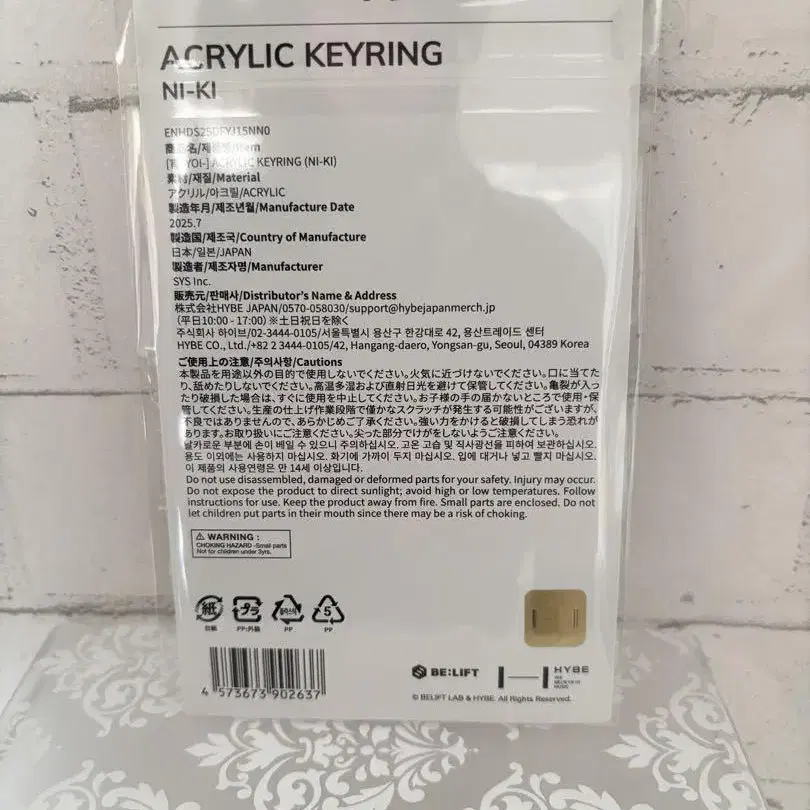 ACRYLIC KEYRING
NI-KI
ENHDS25DFYJ15NN0
商品名/제품명/Item
YOI-] ACRYLIC KEYRING (NI-KI)
素材/재질/Material
アクリル/아크릴/ACRYLIC
製造年月/제조년월/Manufacture Date
2025.7
製造国/제조국/Country of Manufacture
日本/일본/JAPAN
製造者/제조자명/Manufacturer
SYS Inc.
販売元/판매사/Distributor's Name & Address
株式会社HYBE JAPAN/0570-058030/support@hybejapanmerch.jp
(平日10:00 - 17:00) ※土日祝日を除く
주식회사 하이브/02-3444-0105/서울특별시 용산구 한강대로 42, 용산트레이드 센터
HYBE CO., Ltd./+82 2 3444-0105/42, Hangang-daero, Yongsan-gu, Seoul, 04389 Korea
ご使用上の注意/주의사항/Cautions
本製品を用途以外の目的で使用しないでください。火気に近づけないでください。口に当てた
り、舐めたりしないでください。高温多湿および直射日光を避けて保管してください。亀裂が入っ
たり破損した場合は、すぐに使用を中止してください。お子様の手の届かないところで使用・保
管してください。生産の仕上げ作業段階で僅かなスクラッチが発生する可能性がございますが、
不良ではありませんので、あらかじめご了承ください。強い力をかけると破損してしまう恐れが
あります。お取り扱いにご注意ください。尖った部分でけがをしないようご注意ください。
날카로운 부분에 손이 베일 수 있으니 주의하십시오. 고온 고습 및 직사광선을 피하여 보관하십시오.
용도 이외에는 사용하지 마십시오. 화기에 가까이 두지 마십시오. 입에 대거나 넣고 빨지 마십시오.
이 제품의 사용연령은 만 14세 이상입니다.
Do not use disassembled, damaged or deformed parts for your safety. Injury may occur.
Do not expose the product to direct sunlight; avoid high or low temperatures. Follow
instructions for use. Keep the product away from fire. Small parts are enclosed. Do not
let children put parts in their mouth since there may be a risk of choking.
⚠ WARNING :
CHOKING HAZARD -Small parts
Not for children under 3yrs.
紙 プラ 5
台紙 PP:外装 PP PP
4 573673 902637
BE:LIFT HYBE
WE
BELIEVE IN
MUSIC
© BELIFT LAB & HYBE. All Rights Reserved.